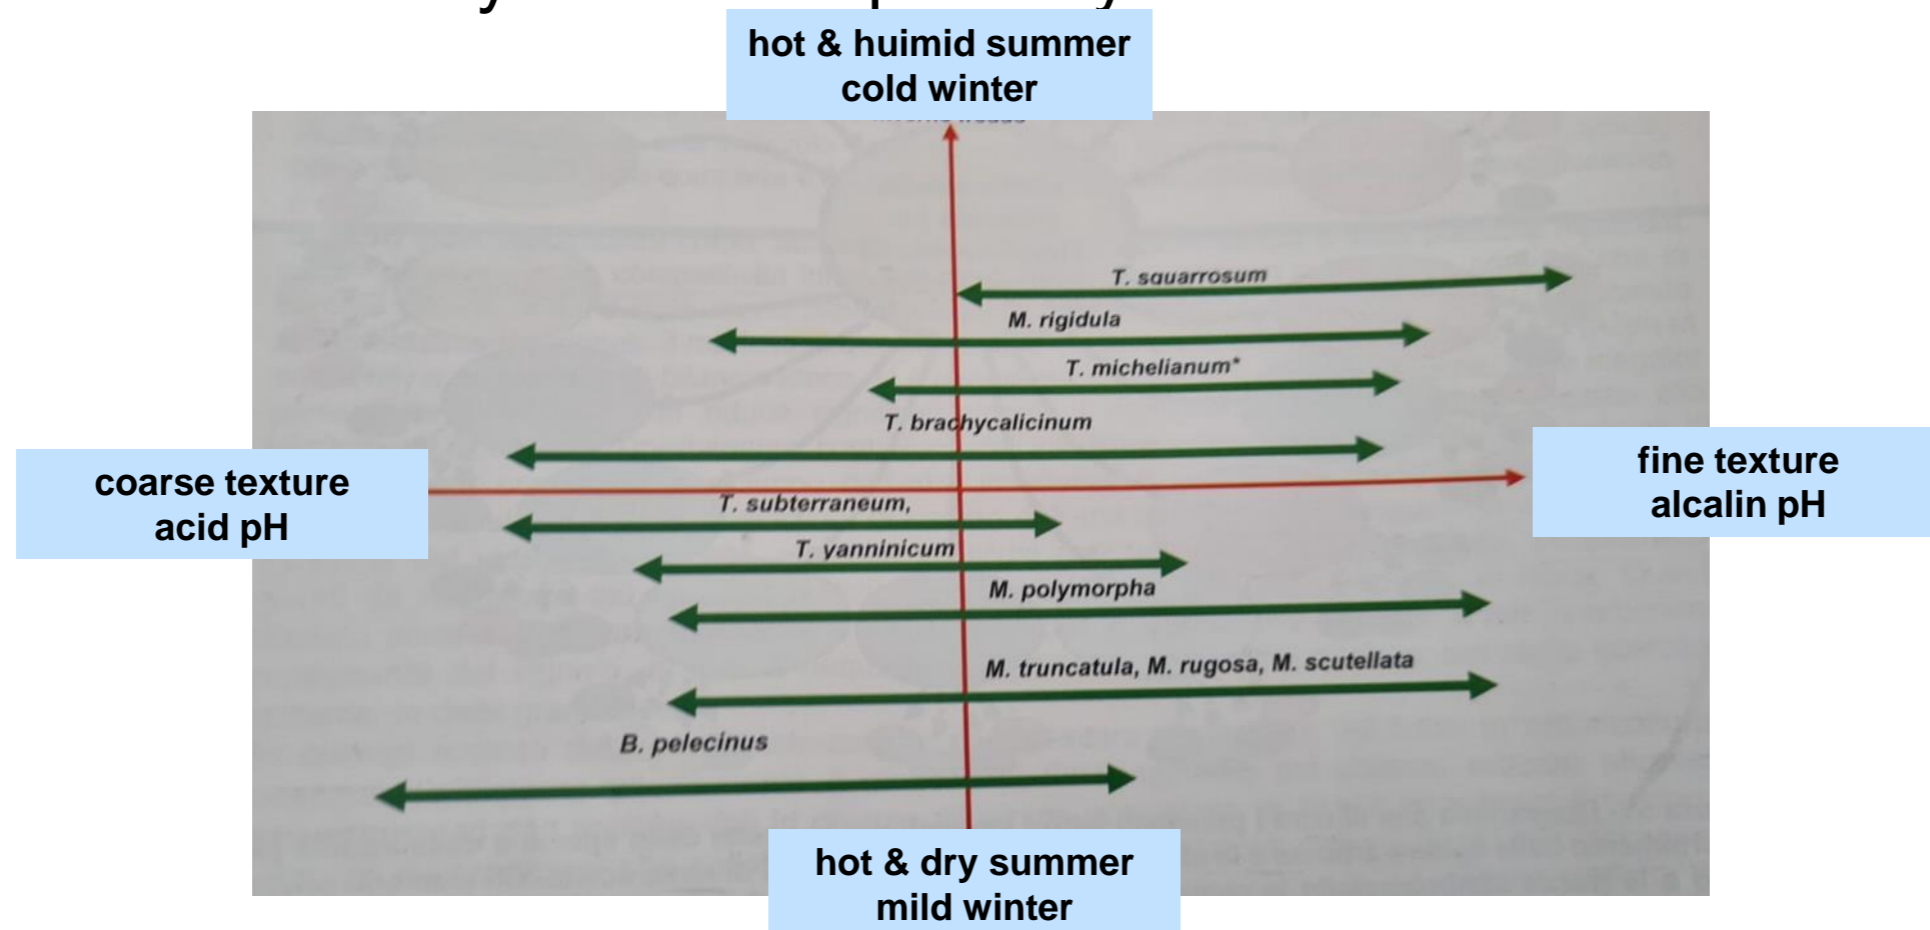 hot & huimid summer
cold winter
T. squarrosum
M. rigidula
T. michelianum*
T. brachycalicinum
coarse texture
acid pH
fine texture
alcalin pH
T. subterraneum,
T. yanninicum
M. polymorpha
M. truncatula, M. rugosa, M. scutellata
B. pelecinus
hot & dry summer
mild winter